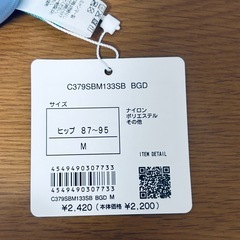 C379SBM133SB BGD
サイズ
ヒップ 87〜95
M
ナイロン
ポリエステル
その他
4549490307733
ITEM DETAIL
4549490307733
C379SBM133SB BGD M
¥2,420(本体価格 ¥2,200)